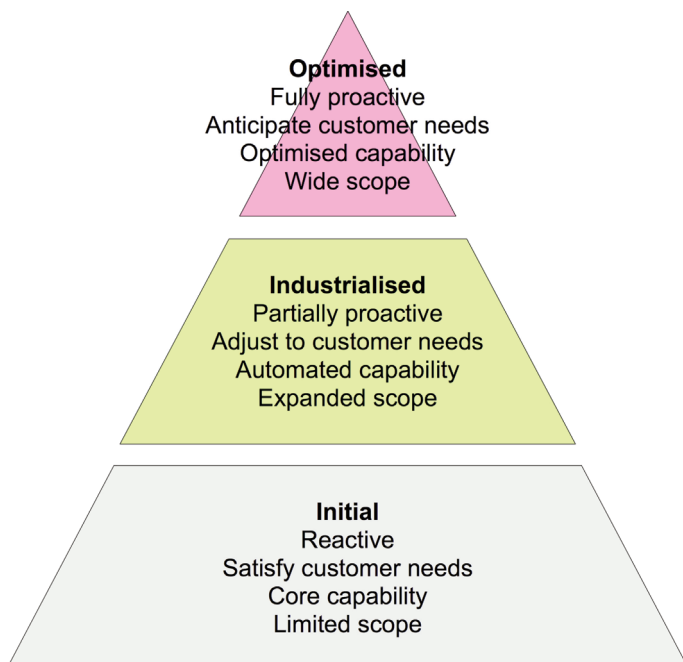 Optimised
Fully proactive
Anticipate customer needs
Optimised capability
Wide scope
Industrialised
Partially proactive
Adjust to customer needs
Automated capability
Expanded scope
Initial
Reactive
Satisfy customer needs
Core capability
Limited scope